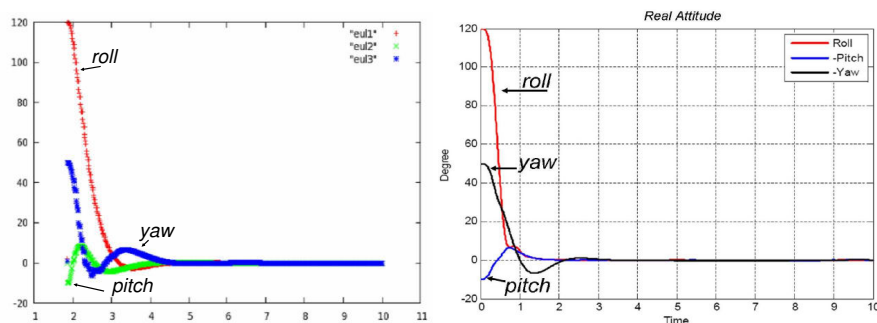 120
100
80
60
40
20
0
-20
1 2 3 4 5 6 7 8 9 10 11
"eul1"
"eul2"
"eul3"
roll
yaw
pitch
Real Attitude
120
100
80
60
40
20
0
-20
Degree
0 1 2 3 4 5 6 7 8 9 10
Time
Roll
-Pitch
-Yaw
roll
yaw
pitch